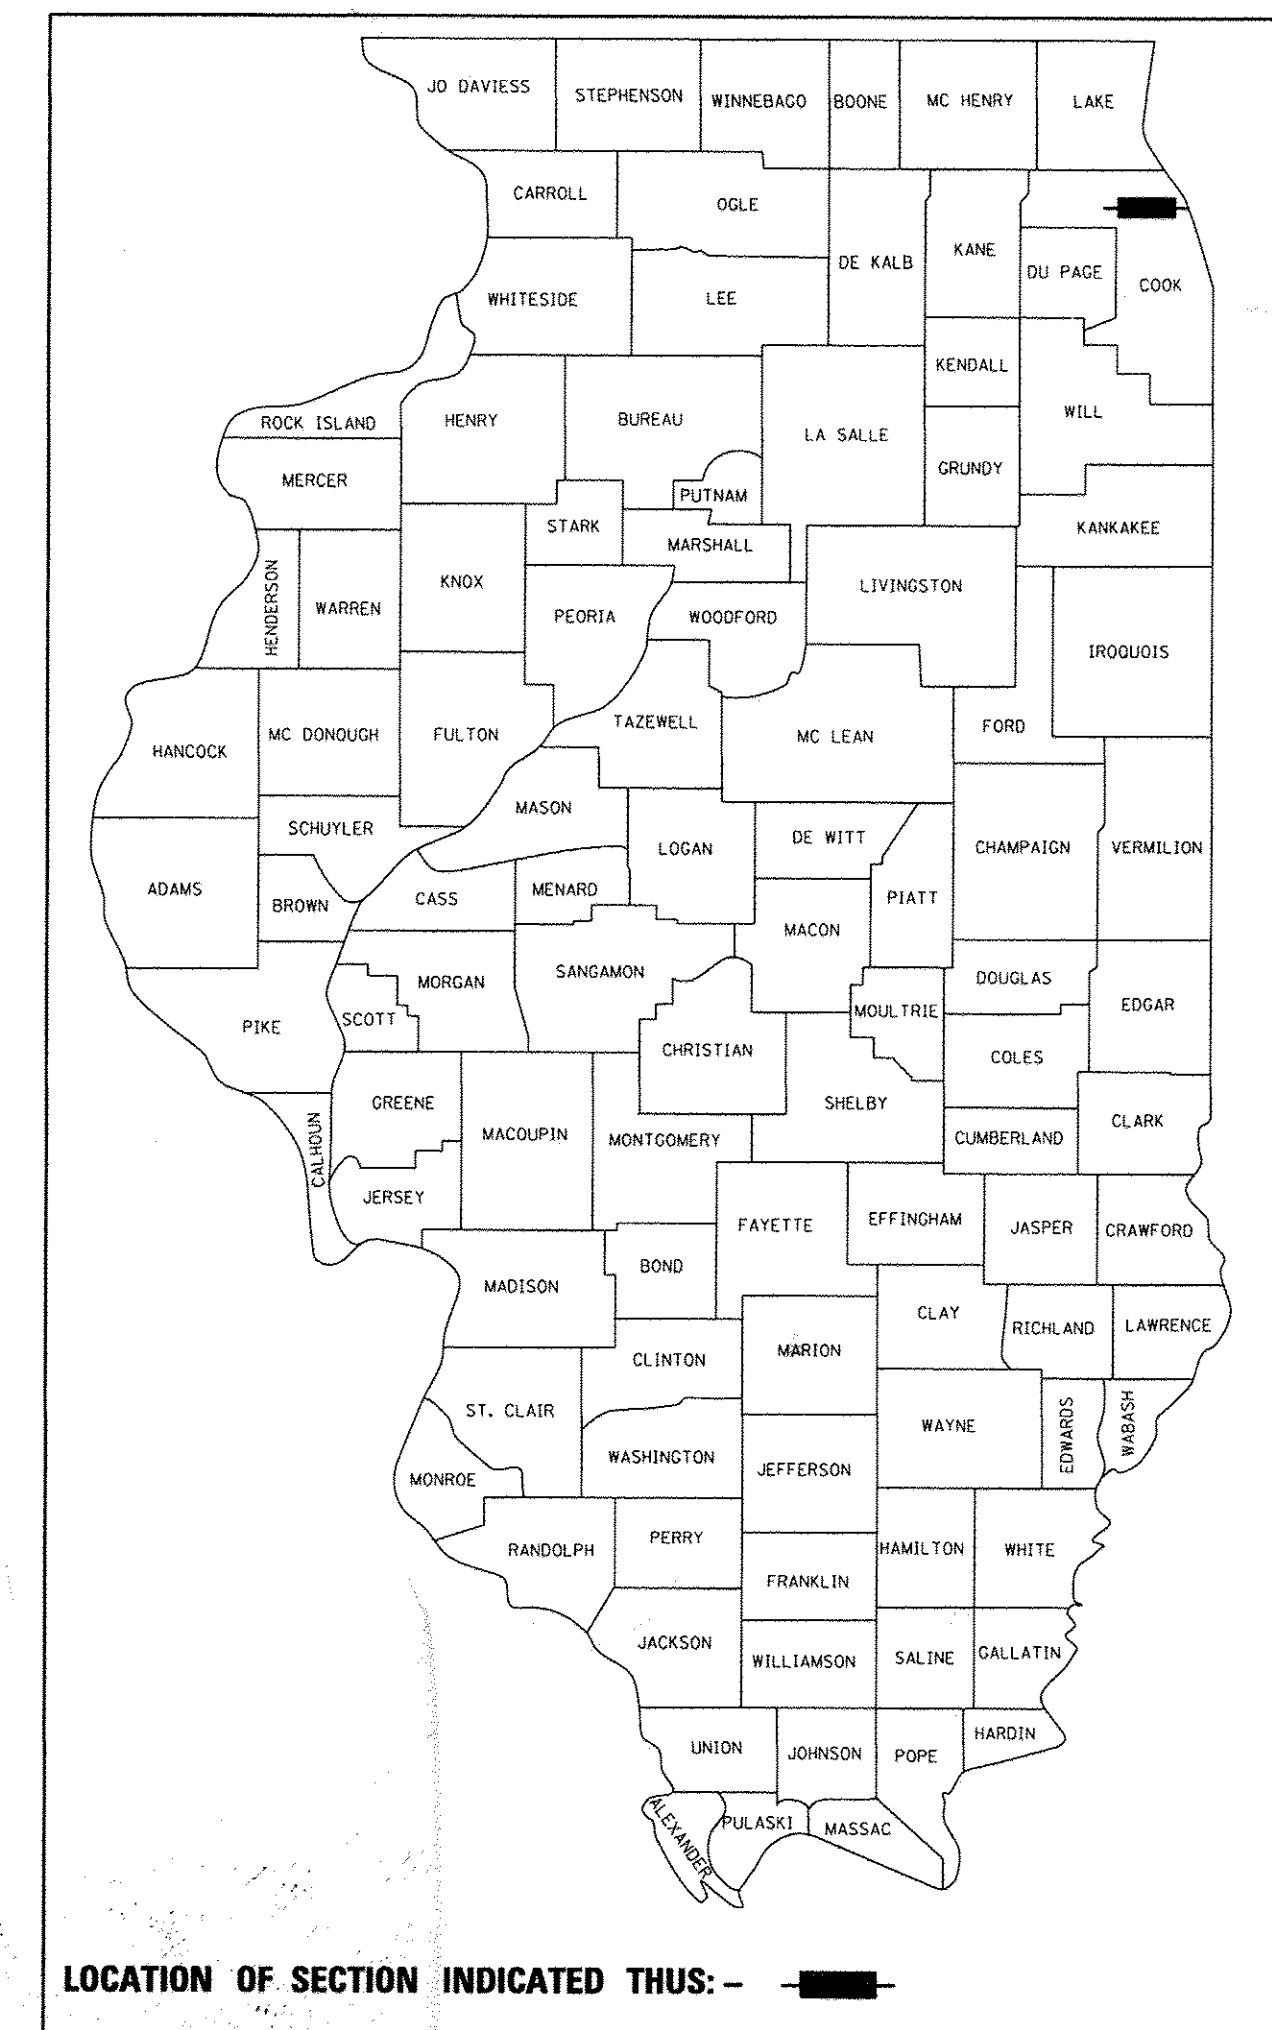 JO DAVIESS
STEPHENSON
WINNEBAGO
BOONE
MC HENRY
LAKE
CARROLL
OGLE
DE KALB
KANE
DU PAGE
COOK
WHITESIDE
LEE
KENDALL
ROCK ISLAND
HENRY
BUREAU
LA SALLE
WILL
GRUNDY
MERCER
PUTNAM
STARK
MARSHALL
KANKAKEE
HENDERSON
WARREN
KNOX
PEORIA
WOODFORD
LIVINGSTON
IROQUOIS
HANCOCK
MC DONOUGH
FULTON
TAZEWELL
MC LEAN
FORD
MASON
SCHUYLER
LOGAN
DE WITT
CHAMPAIGN
VERMILION
ADAMS
BROWN
CASS
MENARD
PIATT
MACON
SANGAMON
MORGAN
DOUGLAS
EDGAR
PIKE
SCOTT
MOULTRIE
CHRISTIAN
COLES
GREENE
SHELBY
CALHOUN
MACOUPIN
MONTGOMERY
CUMBERLAND
CLARK
JERSEY
FAYETTE
EFFINGHAM
JASPER
CRAWFORD
BOND
MADISON
CLAY
RICHLAND
LAWRENCE
CLINTON
MARION
ST. CLAIR
WAYNE
EDWARDS
WABASH
WASHINGTON
JEFFERSON
MONROE
RANDOLPH
PERRY
HAMILTON
WHITE
FRANKLIN
JACKSON
WILLIAMSON
SALINE
GALLATIN
UNION
JOHNSON
POPE
HARDIN
ALEXANDER
PULASKI
MASSAC
LOCATION OF SECTION INDICATED THUS: –